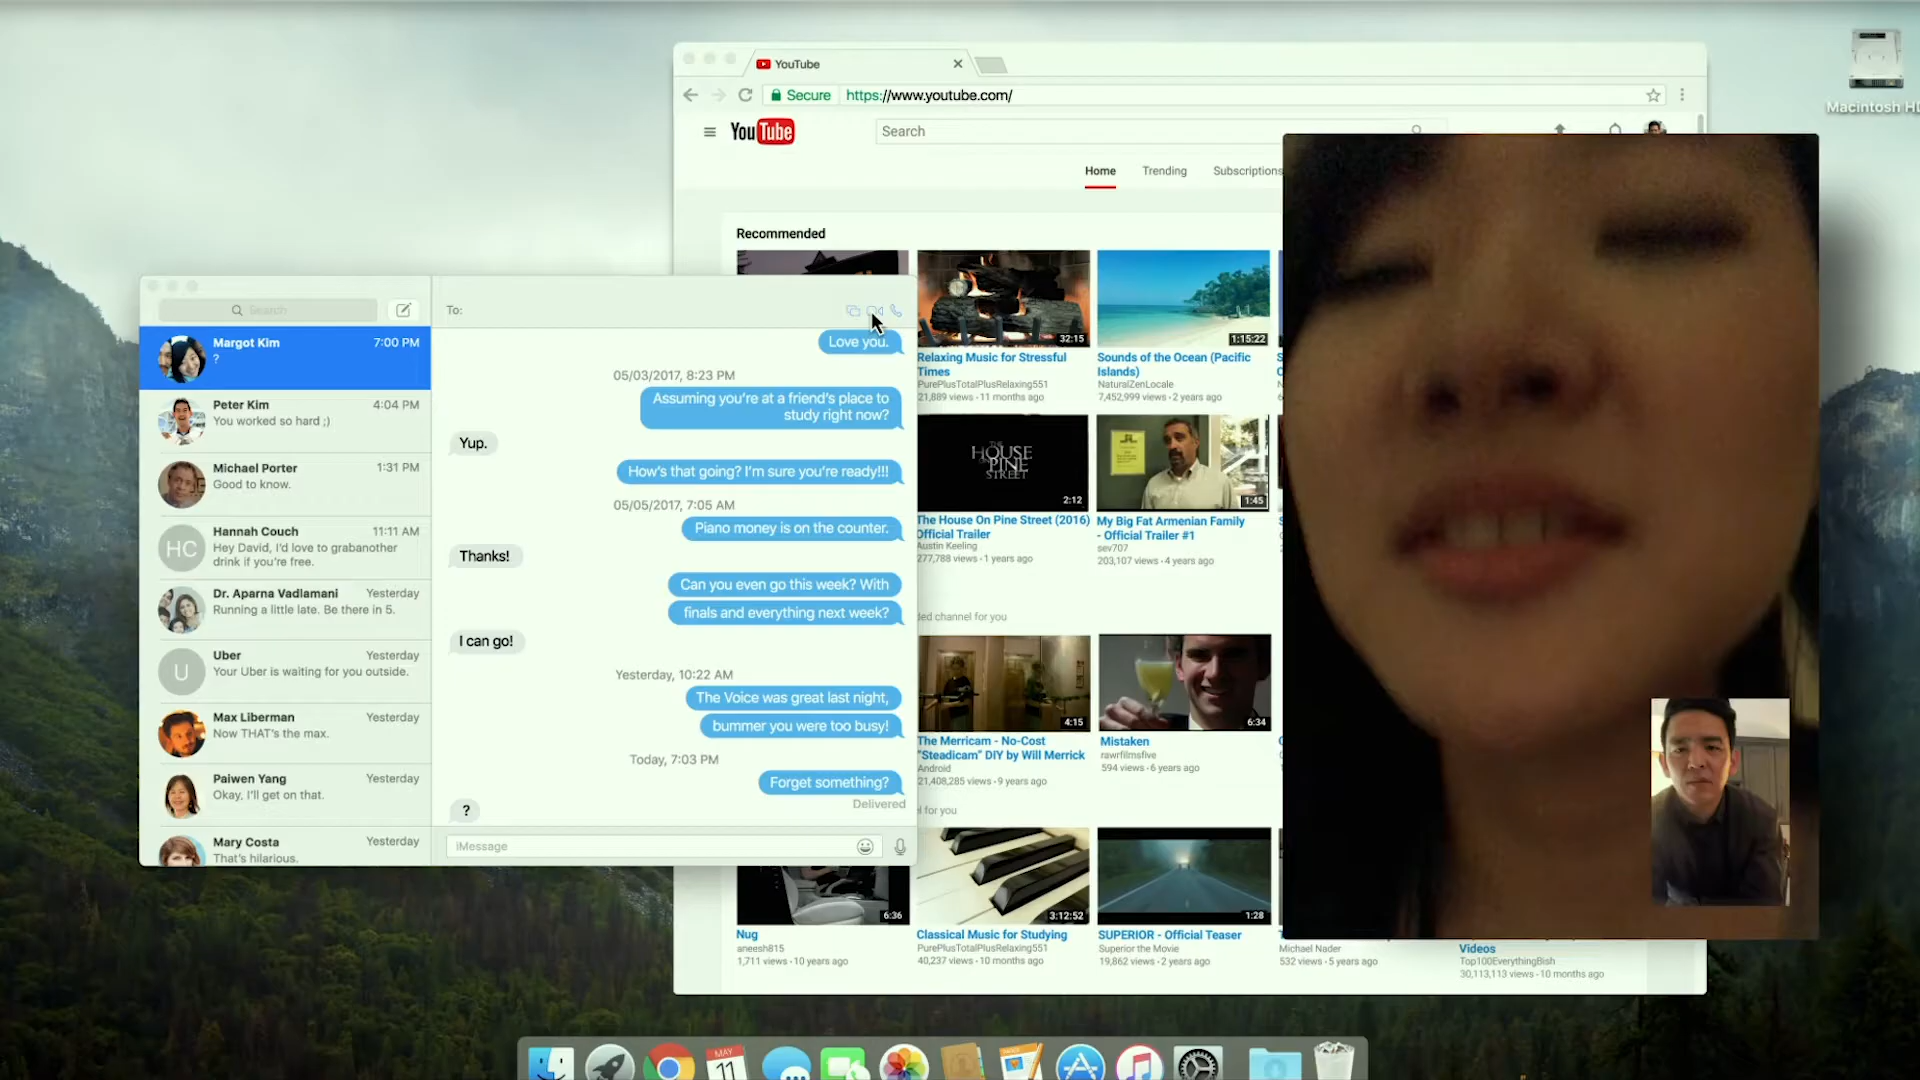 YouTube
Secure https://www.youtube.com/
YouTube
Search
Home Trending Subscriptions
Macintosh HD
Recommended
32:15
1:15:22
Relaxing Music for Stressful
Times
PurePlusTotalPlusRelaxing551
21,889 views • 11 months ago
Sounds of the Ocean (Pacific
Islands)
NaturalZenLocale
7,452,999 views • 2 years ago
THE
HOUSE
ON
PINE
STREET
2:12
1:45
The House On Pine Street (2016)
Official Trailer
Austin Keeling
277,788 views • 1 years ago
My Big Fat Armenian Family
- Official Trailer #1
sev707
203,107 views • 4 years ago
channel for you
4:15
6:34
The Merricam - No-Cost
"Steadicam" DIY by Will Merrick
Android
21,408,285 views • 9 years ago
Mistaken
rawrfilmsfive
594 views • 6 years ago
for you
6:36
3:12:52
1:28
Nug
aneesh815
1,711 views • 10 years ago
Classical Music for Studying
PurePlusTotalPlusRelaxing551
40,237 views • 10 months ago
SUPERIOR - Official Teaser
Superior the Movie
19,862 views • 2 years ago
Michael Nader
532 views • 5 years ago
Videos
Top100EverythingBish
30,113,113 views • 10 months ago
Search
Margot Kim 7:00 PM
?
Peter Kim 4:04 PM
You worked so hard ;)
Michael Porter 1:31 PM
Good to know.
HC
Hannah Couch 11:11 AM
Hey David, I'd love to grabanother
drink if you're free.
Dr. Aparna Vadlamani Yesterday
Running a little late. Be there in 5.
U
Uber Yesterday
Your Uber is waiting for you outside.
Max Liberman Yesterday
Now THAT's the max.
Paiwen Yang Yesterday
Okay, I'll get on that.
Mary Costa Yesterday
That's hilarious.
To:
Love you.
05/03/2017, 8:23 PM
Assuming you're at a friend's place to
study right now?
Yup.
How's that going? I'm sure you're ready!!!
05/05/2017, 7:05 AM
Piano money is on the counter.
Thanks!
Can you even go this week? With
finals and everything next week?
I can go!
Yesterday, 10:22 AM
The Voice was great last night,
bummer you were too busy!
Today, 7:03 PM
Forget something?
Delivered
?
iMessage
MAY
11